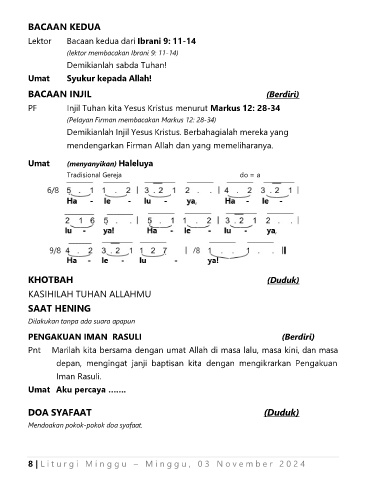 BACAAN KEDUA
Lektor Bacaan kedua dari Ibrani 9: 11-14
(lektor membacakan Ibrani 9: 11-14)
Demikianlah sabda Tuhan!
Umat Syukur kepada Allah!
BACAAN INJIL (Berdiri)
PF Injil Tuhan kita Yesus Kristus menurut Markus 12: 28-34
(Pelayan Firman membacakan Markus 12: 28-34)
Demikianlah Injil Yesus Kristus. Berbahagialah mereka yang
mendengarkan Firman Allah dan yang memeliharanya.
Umat (menyanyikan) Haleluya
Tradisional Gereja do = a
6/8 5 . 1 1 . 2 | 3 . 2 1 2 . . | 4 . 2 3 . 2 1 |
Ha - le - lu - ya, Ha - le -
2 1 6 5 . . | 5 . 1 1 . 2 | 3 . 2 1 2 . . |
lu - ya! Ha - le - lu - ya,
9/8 4 . 2 3 . 2 1 1 2 7 | /8 1 . . 1 . . ||
Ha - le - lu - ya!
KHOTBAH (Duduk)
KASIHILAH TUHAN ALLAHMU
SAAT HENING
Dilakukan tanpa ada suara apapun
PENGAKUAN IMAN RASULI (Berdiri)
Pnt Marilah kita bersama dengan umat Allah di masa lalu, masa kini, dan masa
depan, mengingat janji baptisan kita dengan mengikrarkan Pengakuan
Iman Rasuli.
Umat Aku percaya .......
DOA SYAFAAT (Duduk)
Mendoakan pokok-pokok doa syafaat.
8 | Liturgi Minggu – Minggu, 03 November 2024